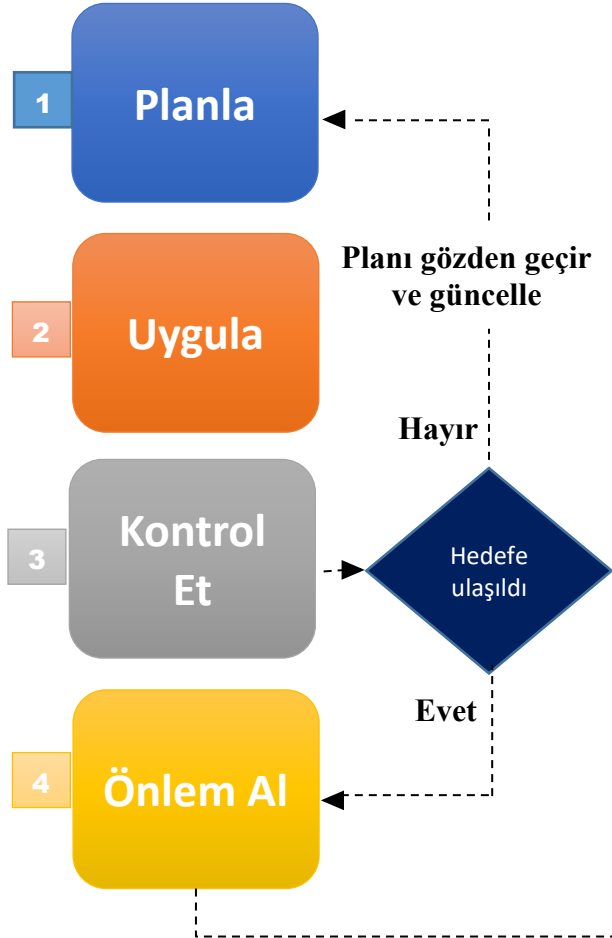 1
Planla
2
Uygula
Planı gözden geçir
ve güncelle
Hayır
3
Kontrol
Et
Hedefe
ulaşıldı
Evet
4
Önlem Al